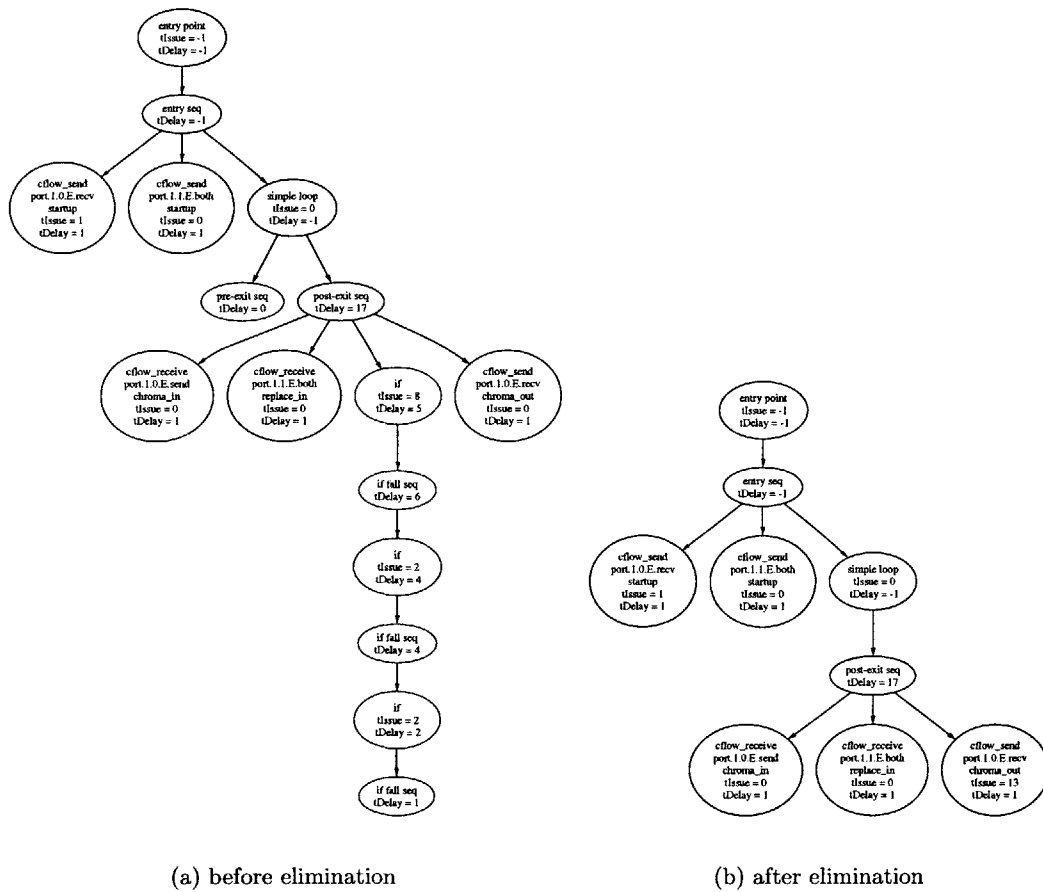 entry point
tIssue = -1
tDelay = -1
entry seq
tDelay = -1
cflow_send
port.1.0.E.recv
startup
tIssue = 1
tDelay = 1
cflow_send
port.1.1.E.both
startup
tIssue = 0
tDelay = 1
simple loop
tIssue = 0
tDelay = -1
pre-exit seq
tDelay = 0
post-exit seq
tDelay = 17
cflow_receive
port.1.0.E.send
chroma_in
tIssue = 0
tDelay = 1
cflow_receive
port.1.1.E.both
replace_in
tIssue = 0
tDelay = 1
if
tIssue = 8
tDelay = 5
cflow_send
port.1.0.E.recv
chroma_out
tIssue = 0
tDelay = 1
if fall seq
tDelay = 6
if
tIssue = 2
tDelay = 4
if fall seq
tDelay = 4
if
tIssue = 2
tDelay = 2
if fall seq
tDelay = 1
(a) before elimination
entry point
tIssue = -1
tDelay = -1
entry seq
tDelay = -1
cflow_send
port.1.0.E.recv
startup
tIssue = 1
tDelay = 1
cflow_send
port.1.1.E.both
startup
tIssue = 0
tDelay = 1
simple loop
tIssue = 0
tDelay = -1
post-exit seq
tDelay = 17
cflow_receive
port.1.0.E.send
chroma_in
tIssue = 0
tDelay = 1
cflow_receive
port.1.1.E.both
replace_in
tIssue = 0
tDelay = 1
cflow_send
port.1.0.E.recv
chroma_out
tIssue = 13
tDelay = 1
(b) after elimination